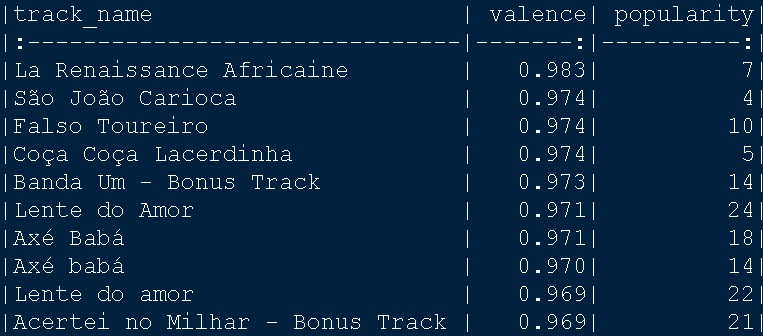 |track_name                      | valence| popularity|
|:-------------------------------|-------:|----------:|
|La Renaissance Africaine        |   0.983|          7|
|São João Carioca                |   0.974|          4|
|Falso Toureiro                  |   0.974|         10|
|Coça Coça Lacerdinha            |   0.974|          5|
|Banda Um - Bonus Track          |   0.973|         14|
|Lente do Amor                   |   0.971|         24|
|Axé Babá                        |   0.971|         18|
|Axé babá                        |   0.970|         14|
|Lente do amor                   |   0.969|         22|
|Acertei no Milhar - Bonus Track |   0.969|         21|